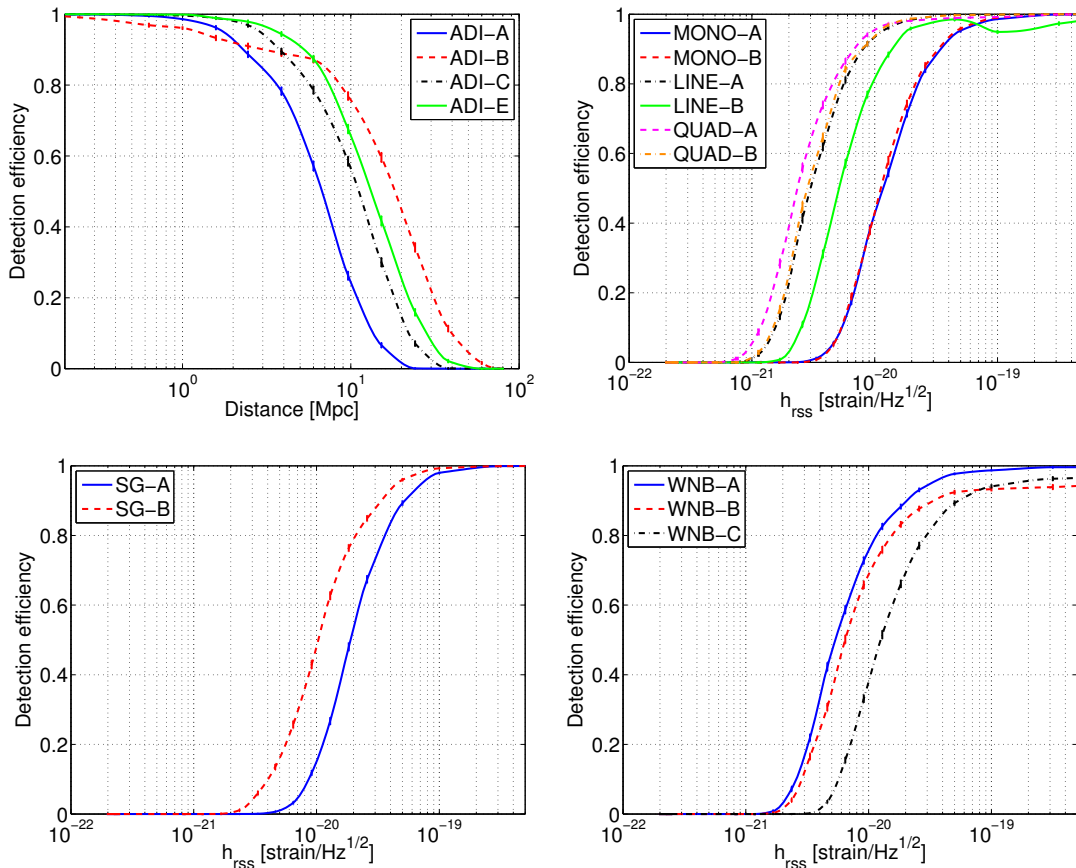 1
0.8
0.6
0.4
0.2
0
Detection efficiency
ADI−A
ADI−B
ADI−C
ADI−E
10^0
10^1
10^2
Distance [Mpc]
1
0.8
0.6
0.4
0.2
0
Detection efficiency
MONO−A
MONO−B
LINE−A
LINE−B
QUAD−A
QUAD−B
10^−22
10^−21
10^−20
10^−19
h_rss [strain/Hz^1/2]
1
0.8
0.6
0.4
0.2
0
Detection efficiency
SG−A
SG−B
10^−22
10^−21
10^−20
10^−19
h_rss [strain/Hz^1/2]
1
0.8
0.6
0.4
0.2
0
Detection efficiency
WNB−A
WNB−B
WNB−C
10^−22
10^−21
10^−20
10^−19
h_rss [strain/Hz^1/2]